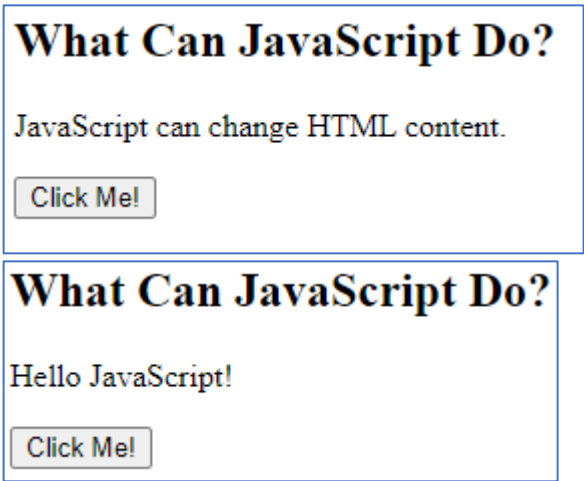 What Can JavaScript Do?
JavaScript can change HTML content.
Click Me!
What Can JavaScript Do?
Hello JavaScript!
Click Me!